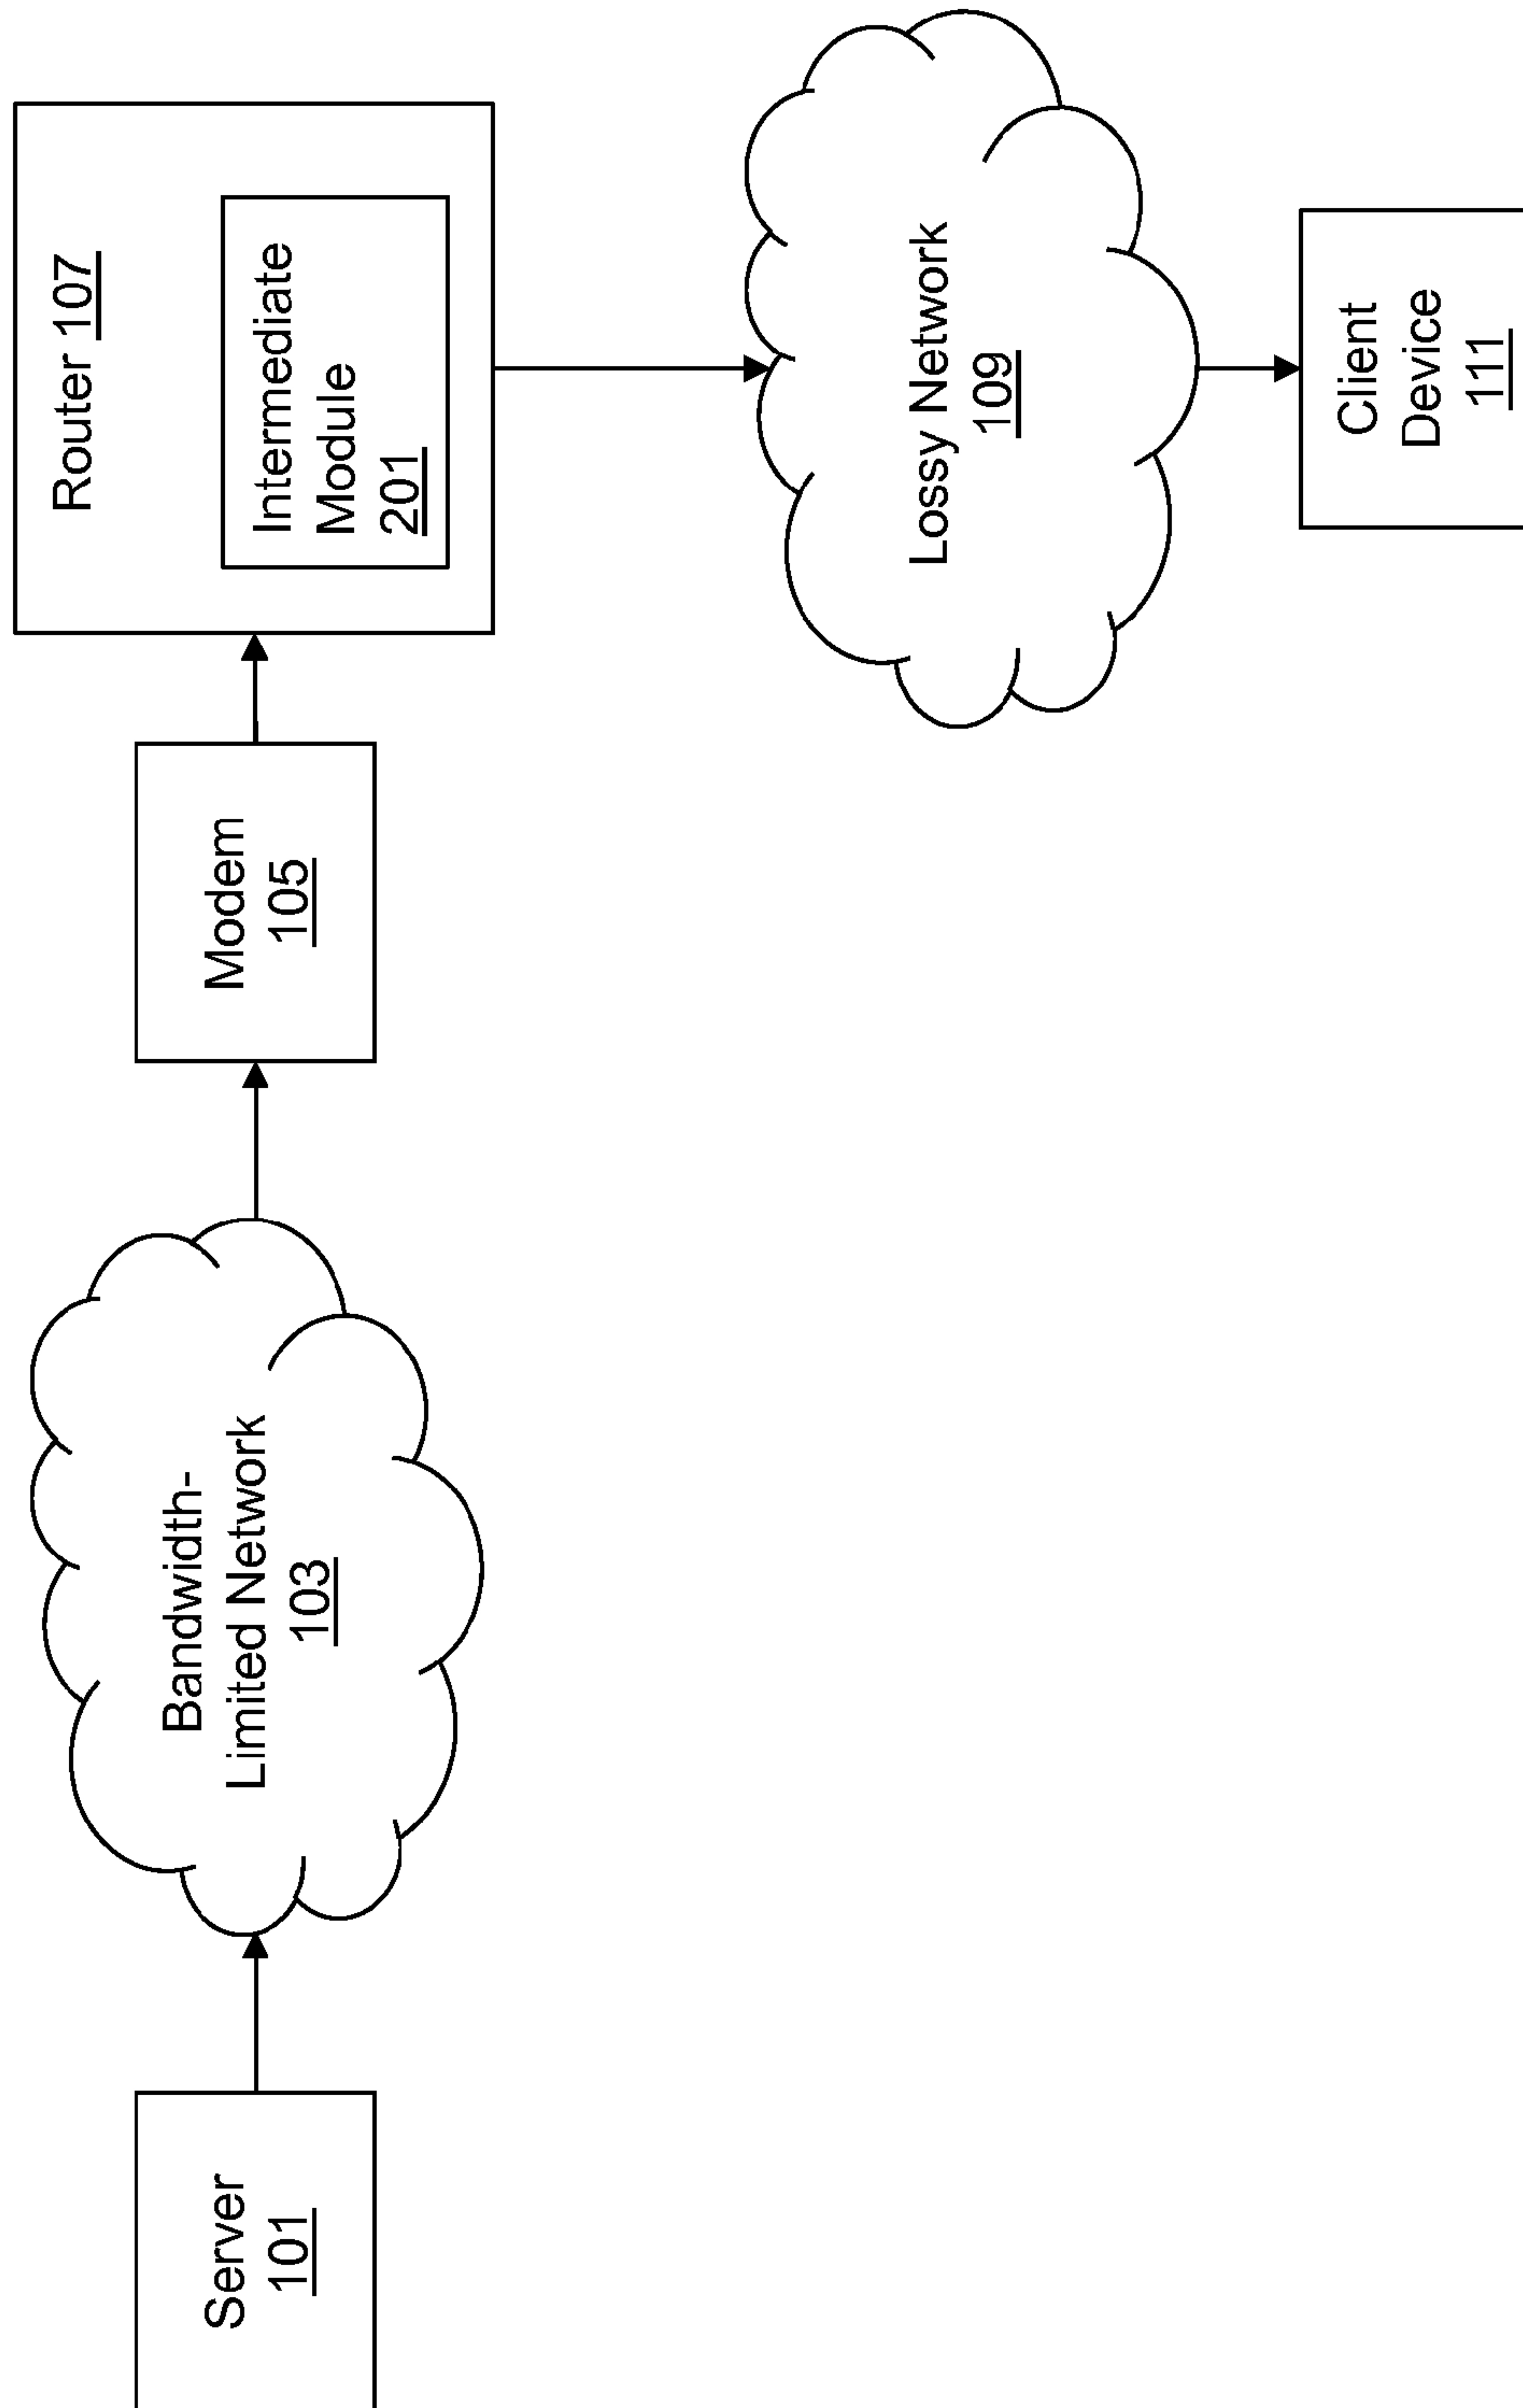 Server
101
Bandwidth-
Limited Network
103
Modem
105
Router 107
Intermediate
Module
201
Lossy Network
109
Client
Device
111